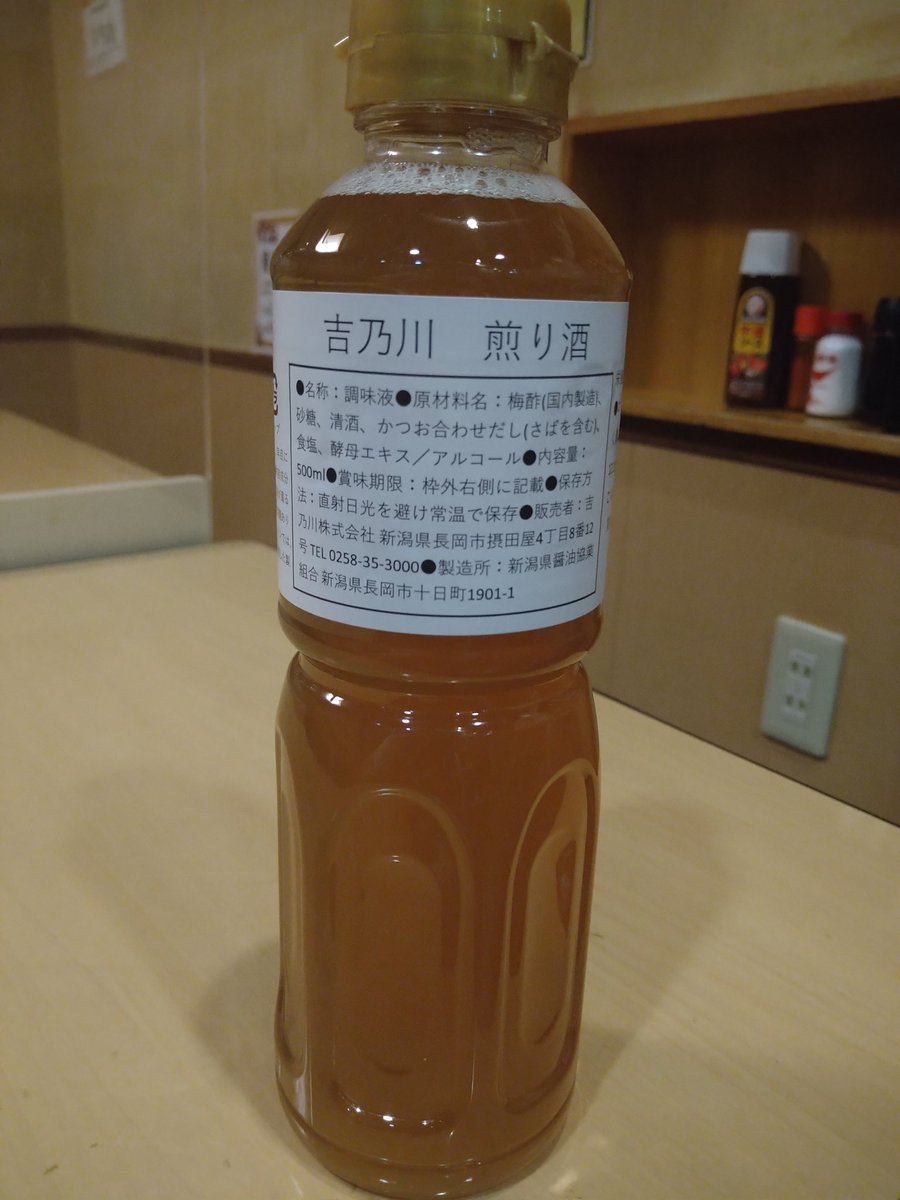 吉乃川　煎り酒
●名称：調味液●原材料名：梅酢(国内製造)、
砂糖、清酒、かつお合わせだし(さばを含む)、
食塩、酵母エキス／アルコール●内容量：
500ml●賞味期限：枠外右側に記載●保存方
法：直射日光を避け常温で保存●販売者：吉
乃川株式会社 新潟県長岡市摂田屋4丁目8番12
号 TEL 0258-35-3000●製造所：新潟県醤油協業
組合 新潟県長岡市十日町1901-1